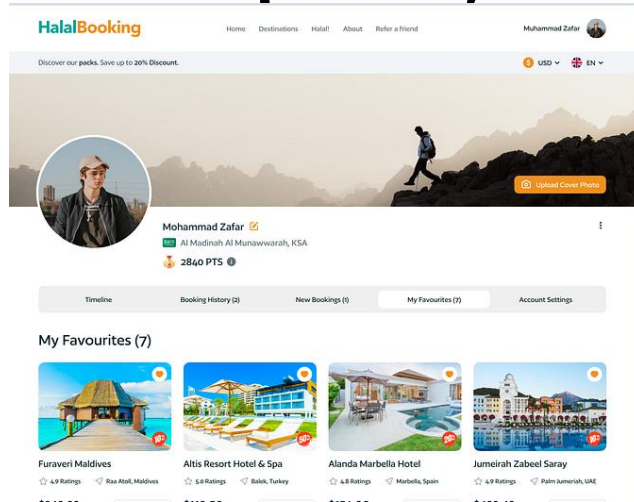 HalalBooking
Home Destinations Halal! About Refer a friend
Muhammad Zafar
Discover our packs. Save up to 20% Discount.
USD EN
Upload Cover Photo
Mohammad Zafar
Al Madinah Al Munawwarah, KSA
2840 PTS
Timeline Booking History (2) New Bookings (1) My Favourites (7) Account Settings
My Favourites (7)
Furaveri Maldives Altis Resort Hotel & Spa Alanda Marbella Hotel Jumeirah Zabeel Saray
4.9 Ratings Raa Atoll, Maldives 5.0 Ratings Balek, Turkey 4.8 Ratings Marbella, Spain 4.9 Ratings Palm Jumeriah, UAE